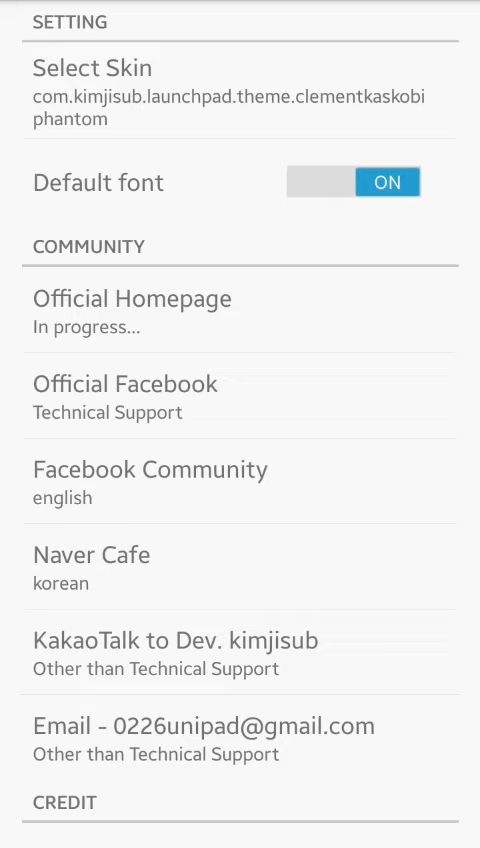 SETTING
Select Skin
com.kimjisub.launchpad.theme.clementkaskobi
phantom
Default font
ON
COMMUNITY
Official Homepage
In progress...
Official Facebook
Technical Support
Facebook Community
english
Naver Cafe
korean
KakaoTalk to Dev. kimjisub
Other than Technical Support
Email - 0226unipad@gmail.com
Other than Technical Support
CREDIT